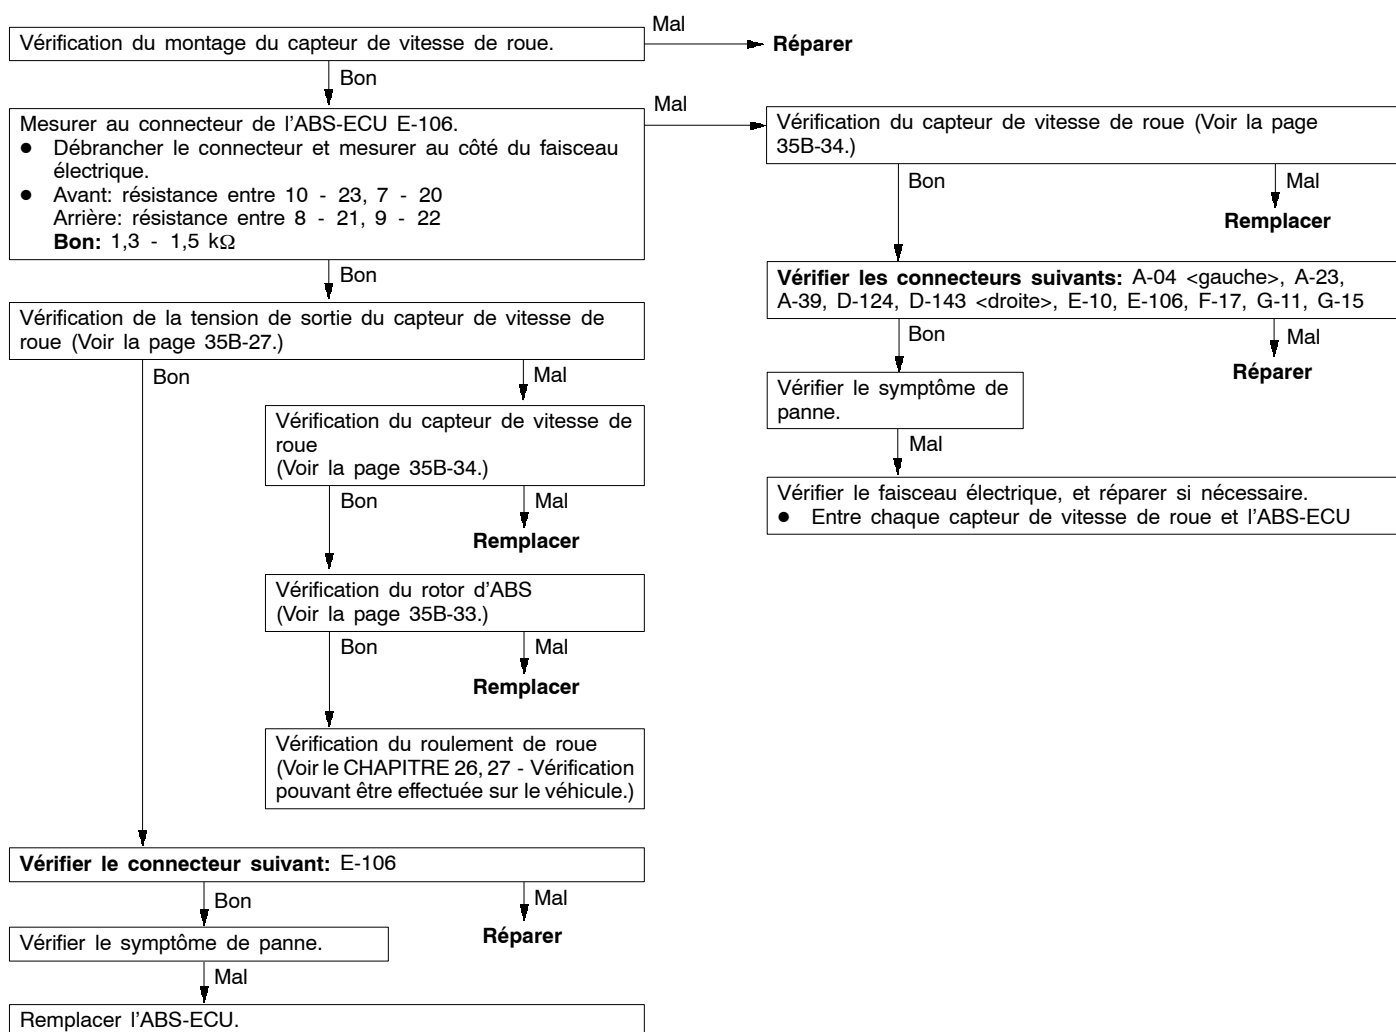 Vérification du montage du capteur de vitesse de roue.
Mal
Réparer
Bon
Mesurer au connecteur de l'ABS-ECU E-106.
● Débrancher le connecteur et mesurer au côté du faisceau
électrique.
● Avant: résistance entre 10 - 23, 7 - 20
Arrière: résistance entre 8 - 21, 9 - 22
Bon: 1,3 - 1,5 kΩ
Mal
Vérification du capteur de vitesse de roue (Voir la page
35B-34.)
Bon
Mal
Remplacer
Vérifier les connecteurs suivants: A-04 <gauche>, A-23,
A-39, D-124, D-143 <droite>, E-10, E-106, F-17, G-11, G-15
Bon
Mal
Réparer
Vérifier le symptôme de
panne.
Mal
Vérifier le faisceau électrique, et réparer si nécessaire.
● Entre chaque capteur de vitesse de roue et l'ABS-ECU
Bon
Vérification de la tension de sortie du capteur de vitesse de
roue (Voir la page 35B-27.)
Bon
Mal
Vérification du capteur de vitesse de
roue
(Voir la page 35B-34.)
Bon
Mal
Remplacer
Vérification du rotor d'ABS
(Voir la page 35B-33.)
Bon
Mal
Remplacer
Vérification du roulement de roue
(Voir le CHAPITRE 26, 27 - Vérification
pouvant être effectuée sur le véhicule.)
Vérifier le connecteur suivant: E-106
Bon
Mal
Réparer
Vérifier le symptôme de panne.
Mal
Remplacer l'ABS-ECU.